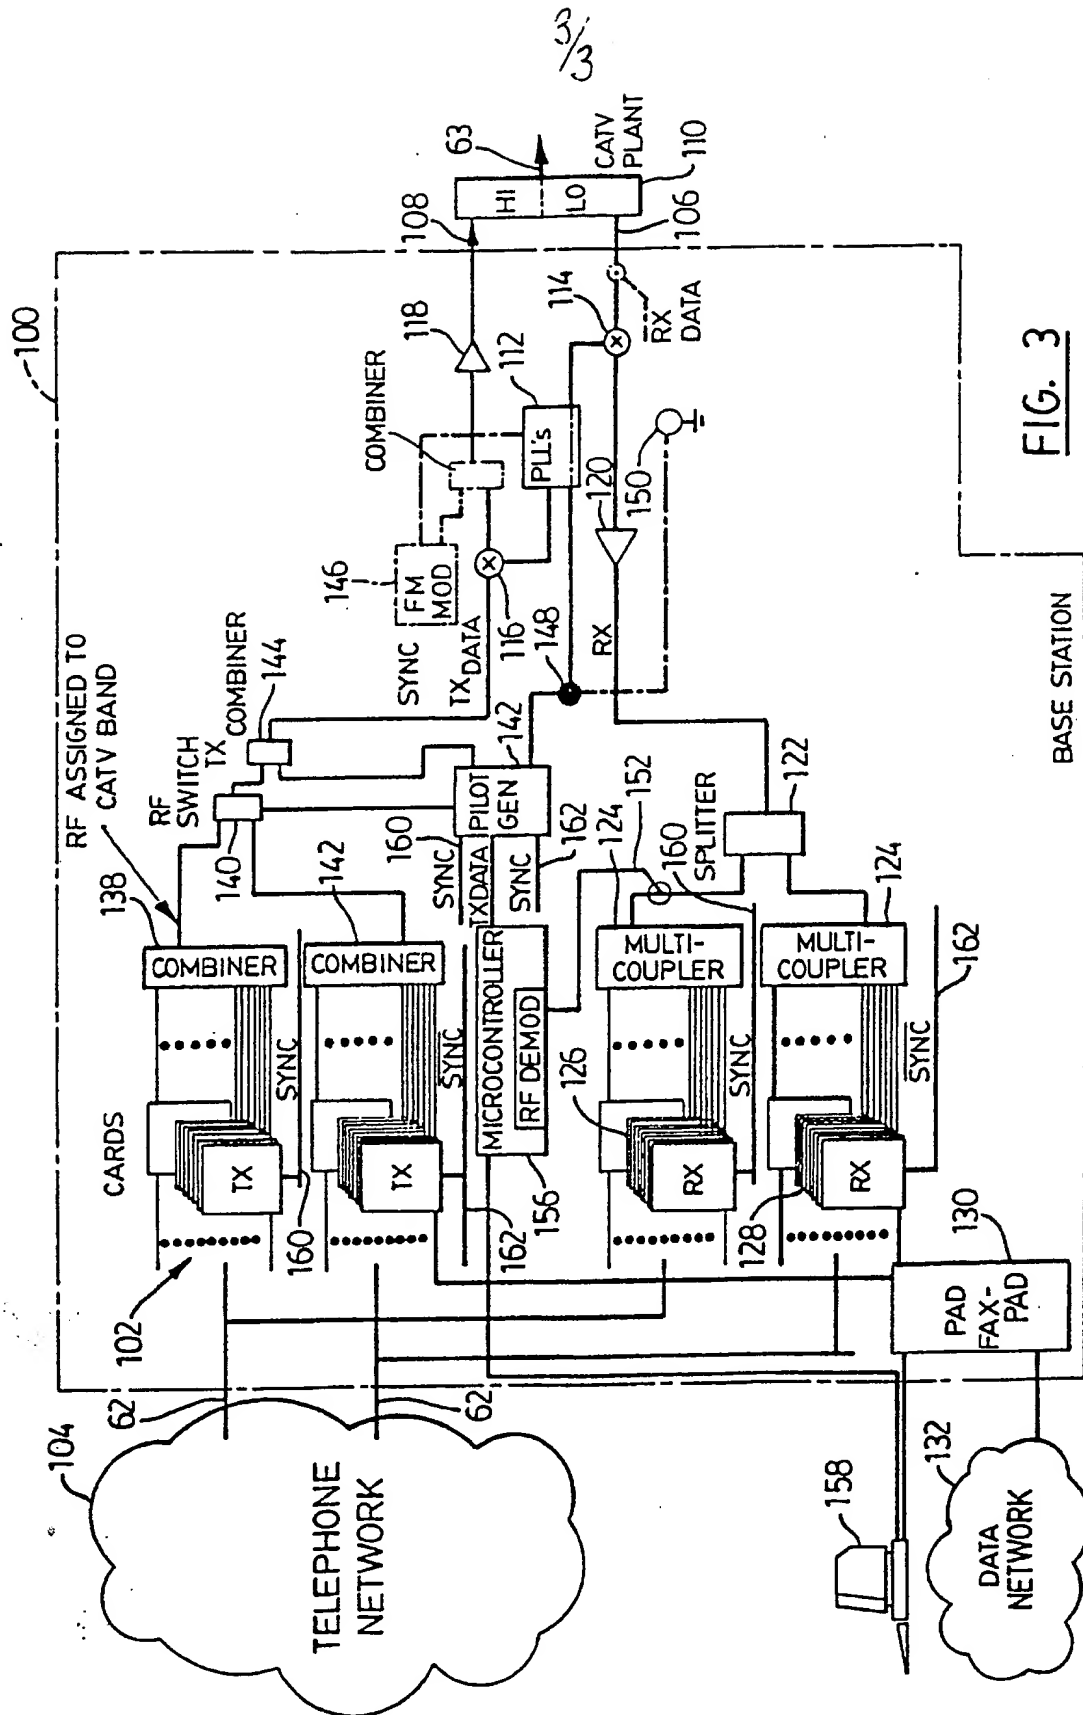 3/3
100
RF ASSIGNED TO
CATV BAND
138
RF
SWITCH
TX
COMBINER
144
140
142
COMBINER
COMBINER
CARDS
TX
TX
SYNC
SYNC
160
162
102
SYNC
146
FM
MOD
COMBINER
118
108
63
HI
LO
CATV
PLANT
110
106
TX DATA
116
PLL's
112
114
RX
DATA
148
RX
120
150
PILOT
GEN
142
160
SYNC
TXDATA
SYNC
162
MICROCONTROLLER
RF DEMOD
156
152
124
SPLITTER
122
160
124
MULTI-
COUPLER
MULTI-
COUPLER
126
RX
SYNC
128
RX
SYNC
162
130
PAD
FAX-
PAD
62
62
104
TELEPHONE
NETWORK
158
132
DATA
NETWORK
BASE STATION
FIG. 3